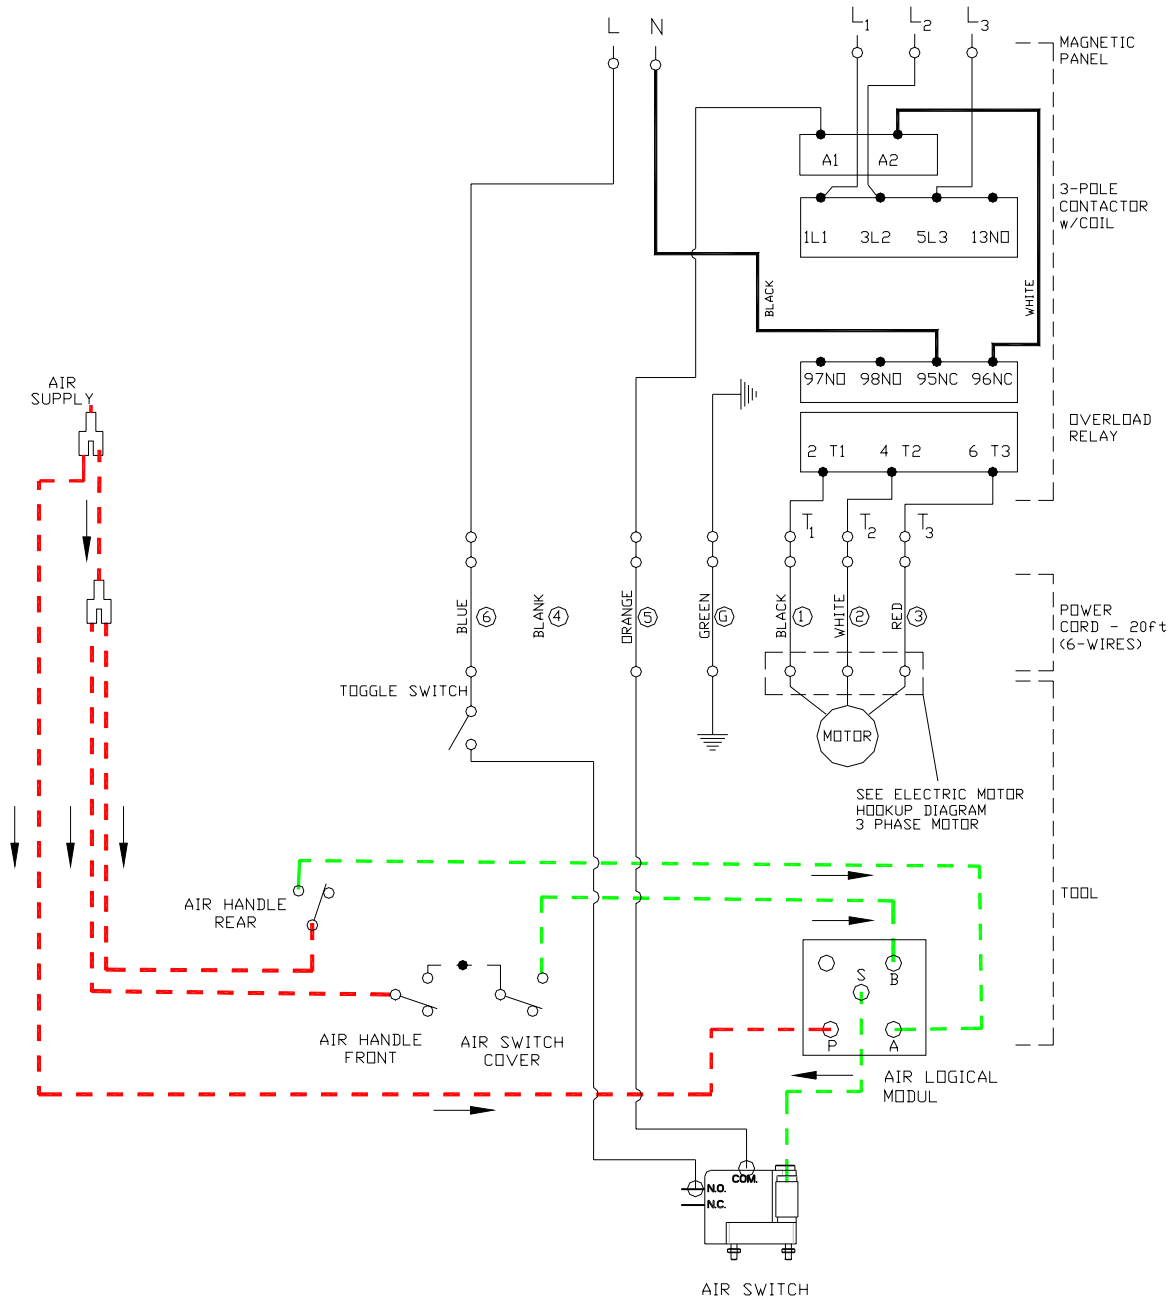 L N L1 L2 L3
MAGNETIC
PANEL
A1 A2
3-POLE
CONTACTOR
w/COIL
1L1 3L2 5L3 13NO
BLACK
WHITE
97NO 98NO 95NC 96NC
AIR
SUPPLY
OVERLOAD
RELAY
2 T1 4 T2 6 T3
T1 T2 T3
BLUE 6 BLANK 4 ORANGE 5 GREEN G BLACK 1 WHITE 2 RED 3
POWER
CORD - 20ft
(6-WIRES)
TOGGLE SWITCH
MOTOR
SEE ELECTRIC MOTOR
HOOKUP DIAGRAM
3 PHASE MOTOR
TOOL
AIR HANDLE
REAR
S B
P A
AIR HANDLE
FRONT
AIR SWITCH
COVER
AIR LOGICAL
MODUL
COM.
N.O.
N.C.
AIR SWITCH